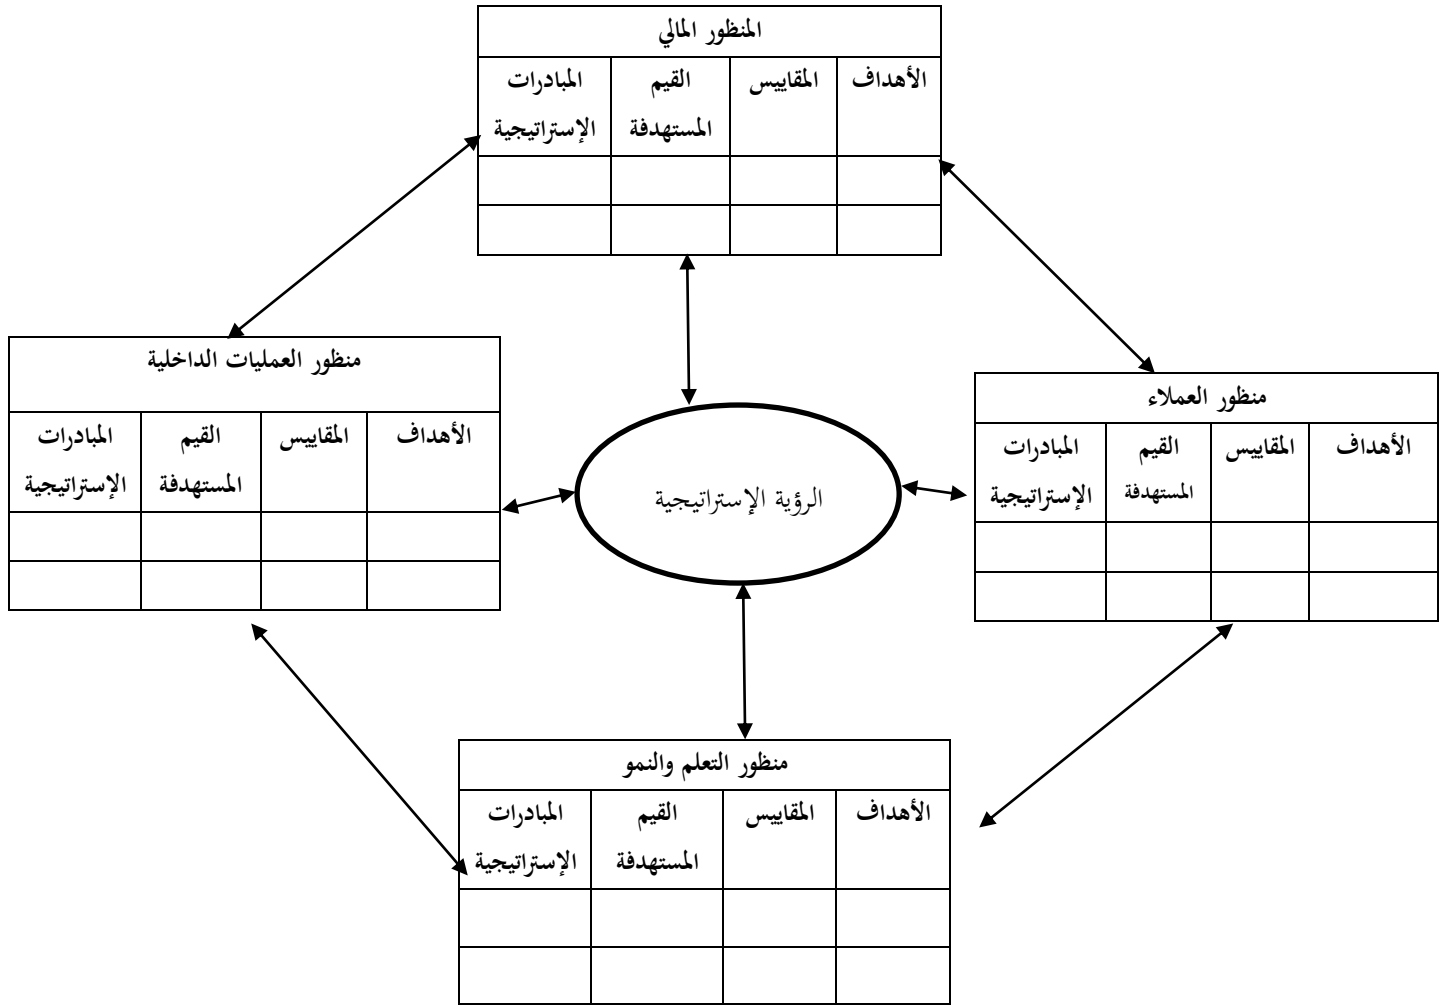 المنظور المالي
الأهداف
المقاييس
القيم
المستهدفة
المبادرات
الإستراتيجية
منظور العملاء
الأهداف
المقاييس
القيم
المستهدفة
المبادرات
الإستراتيجية
الرؤية الإستراتيجية
منظور العمليات الداخلية
الأهداف
المقاييس
القيم
المستهدفة
المبادرات
الإستراتيجية
منظور التعلم والنمو
الأهداف
المقاييس
القيم
المستهدفة
المبادرات
الإستراتيجية